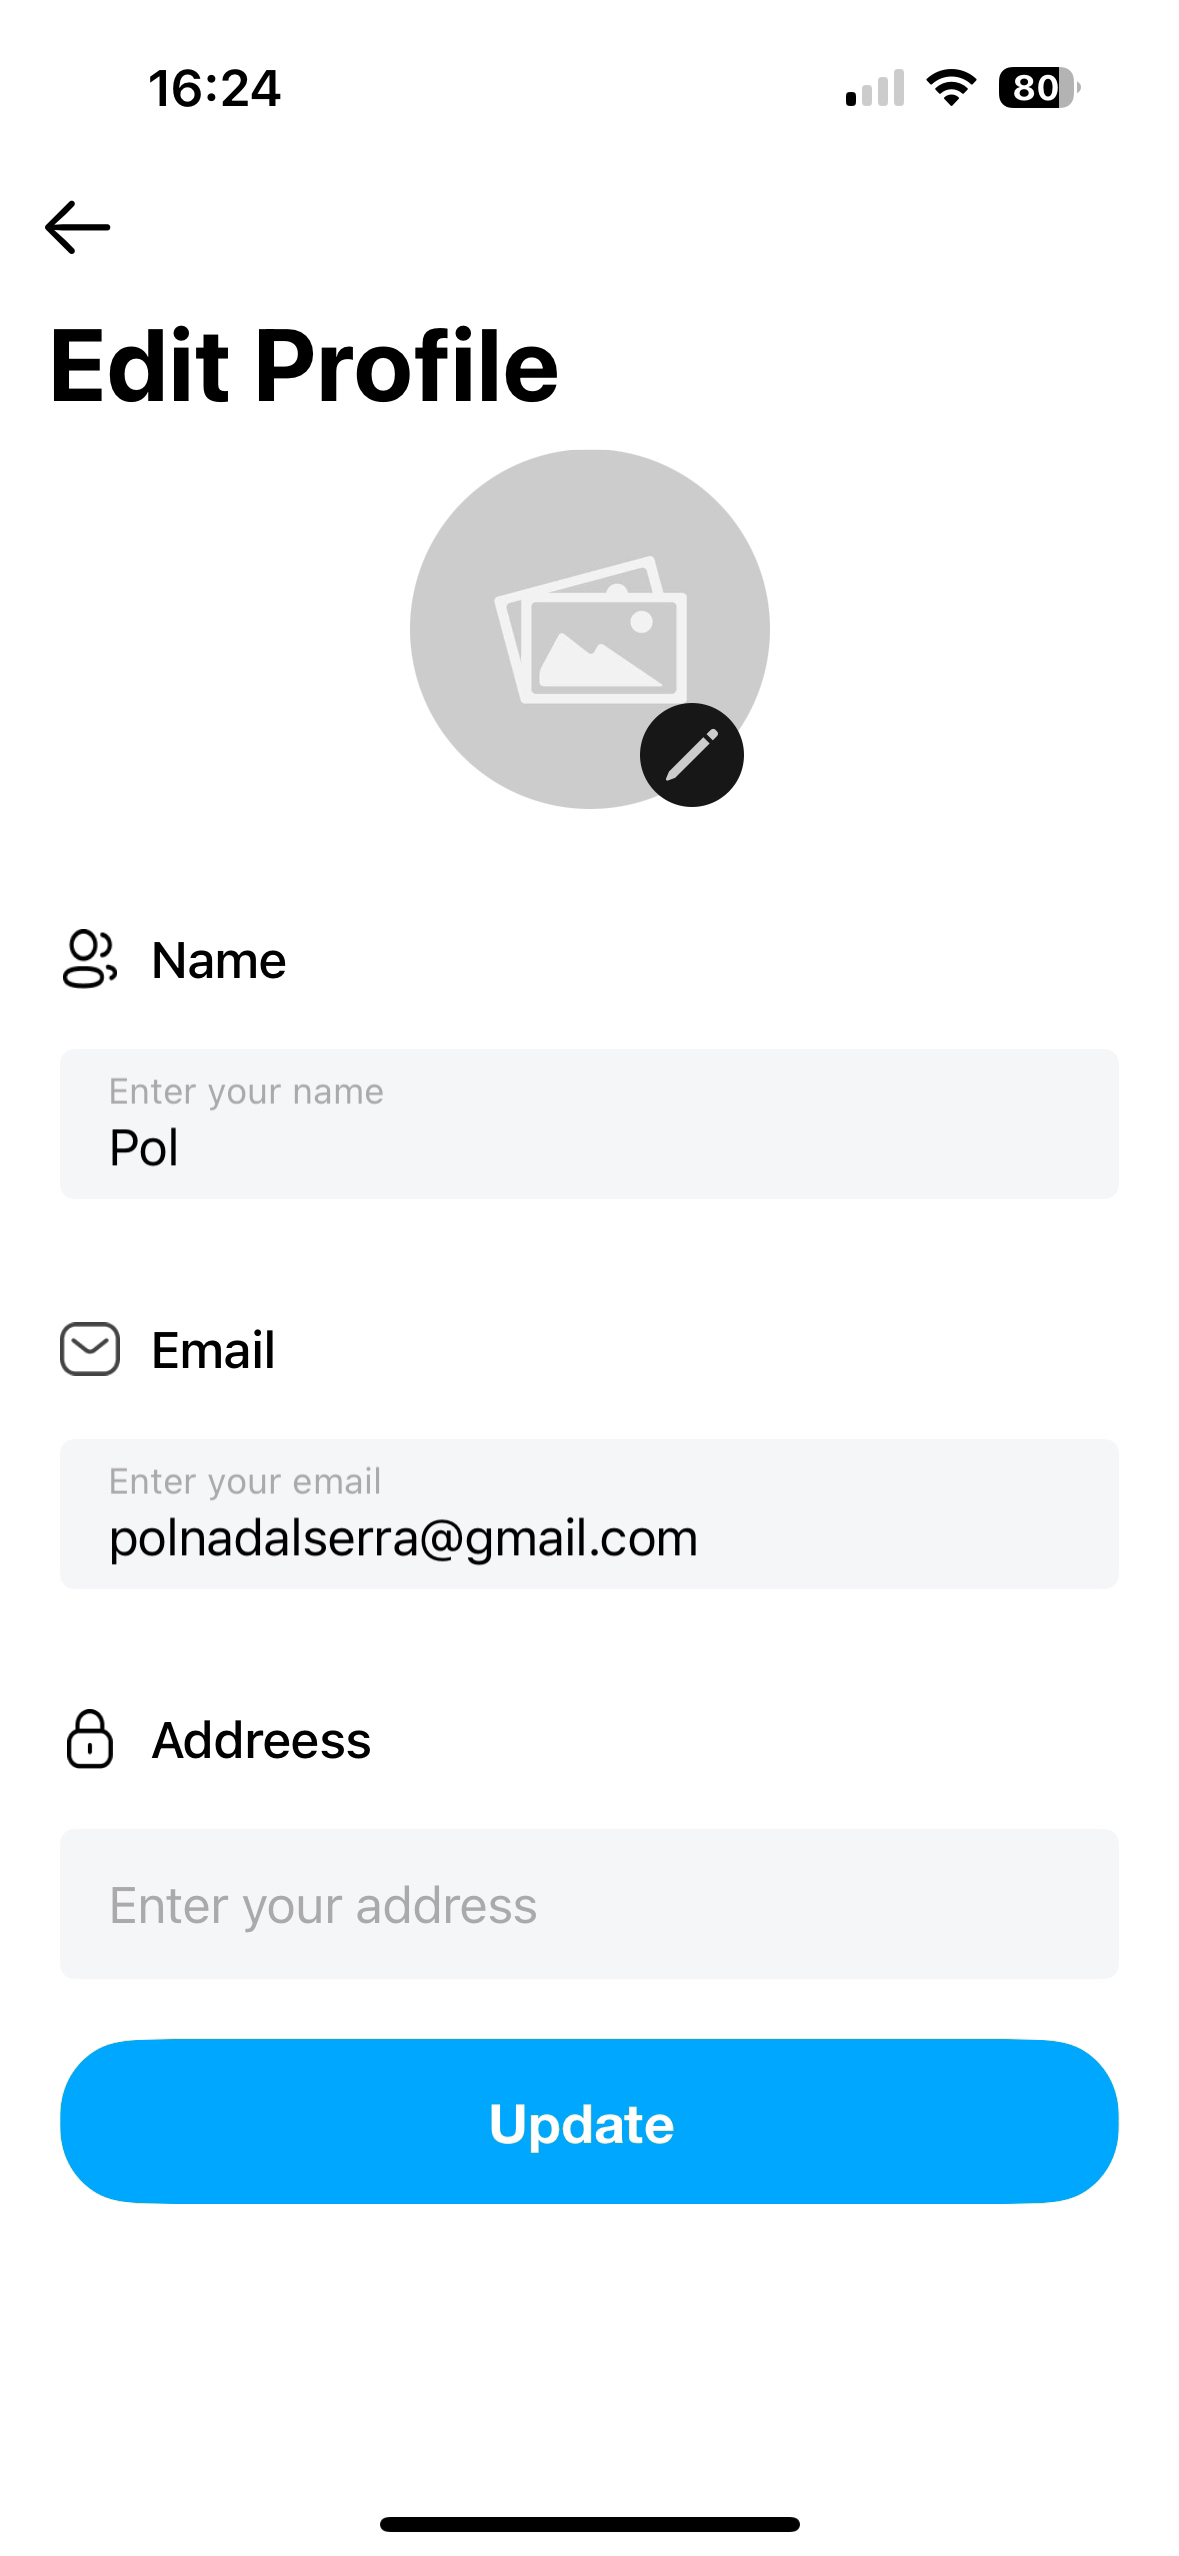 16:24
80
Edit Profile
Name
Enter your name
Pol
Email
Enter your email
polnadalserra@gmail.com
Addreess
Enter your address
Update